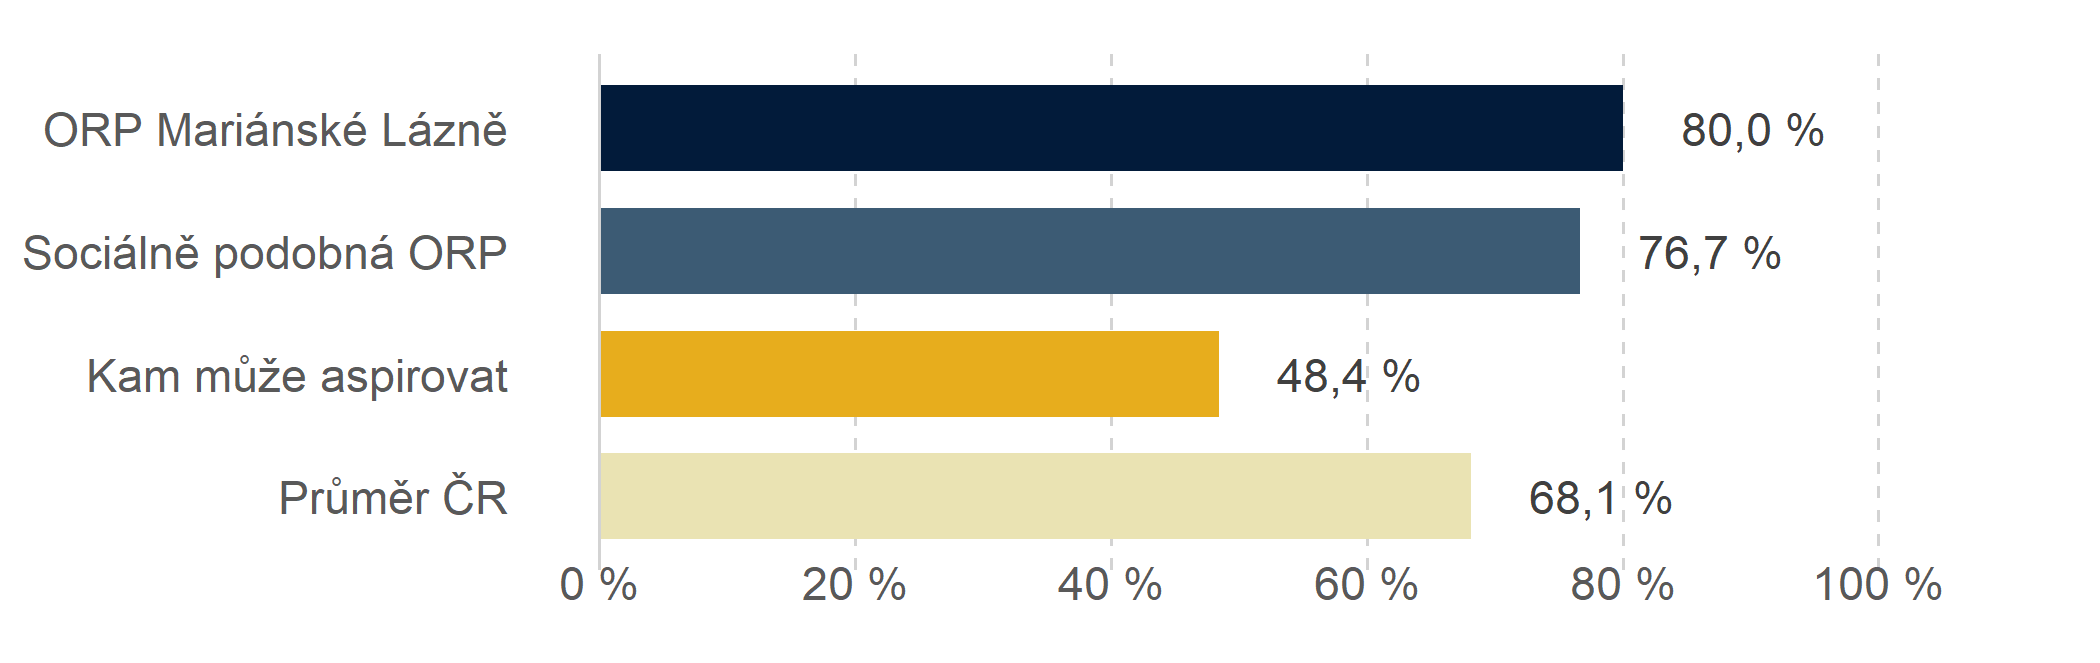 ORP Mariánské Lázně 80,0 %
Sociálně podobná ORP 76,7 %
Kam může aspirovat 48,4 %
Průměr ČR 68,1 %
0 % 20 % 40 % 60 % 80 % 100 %